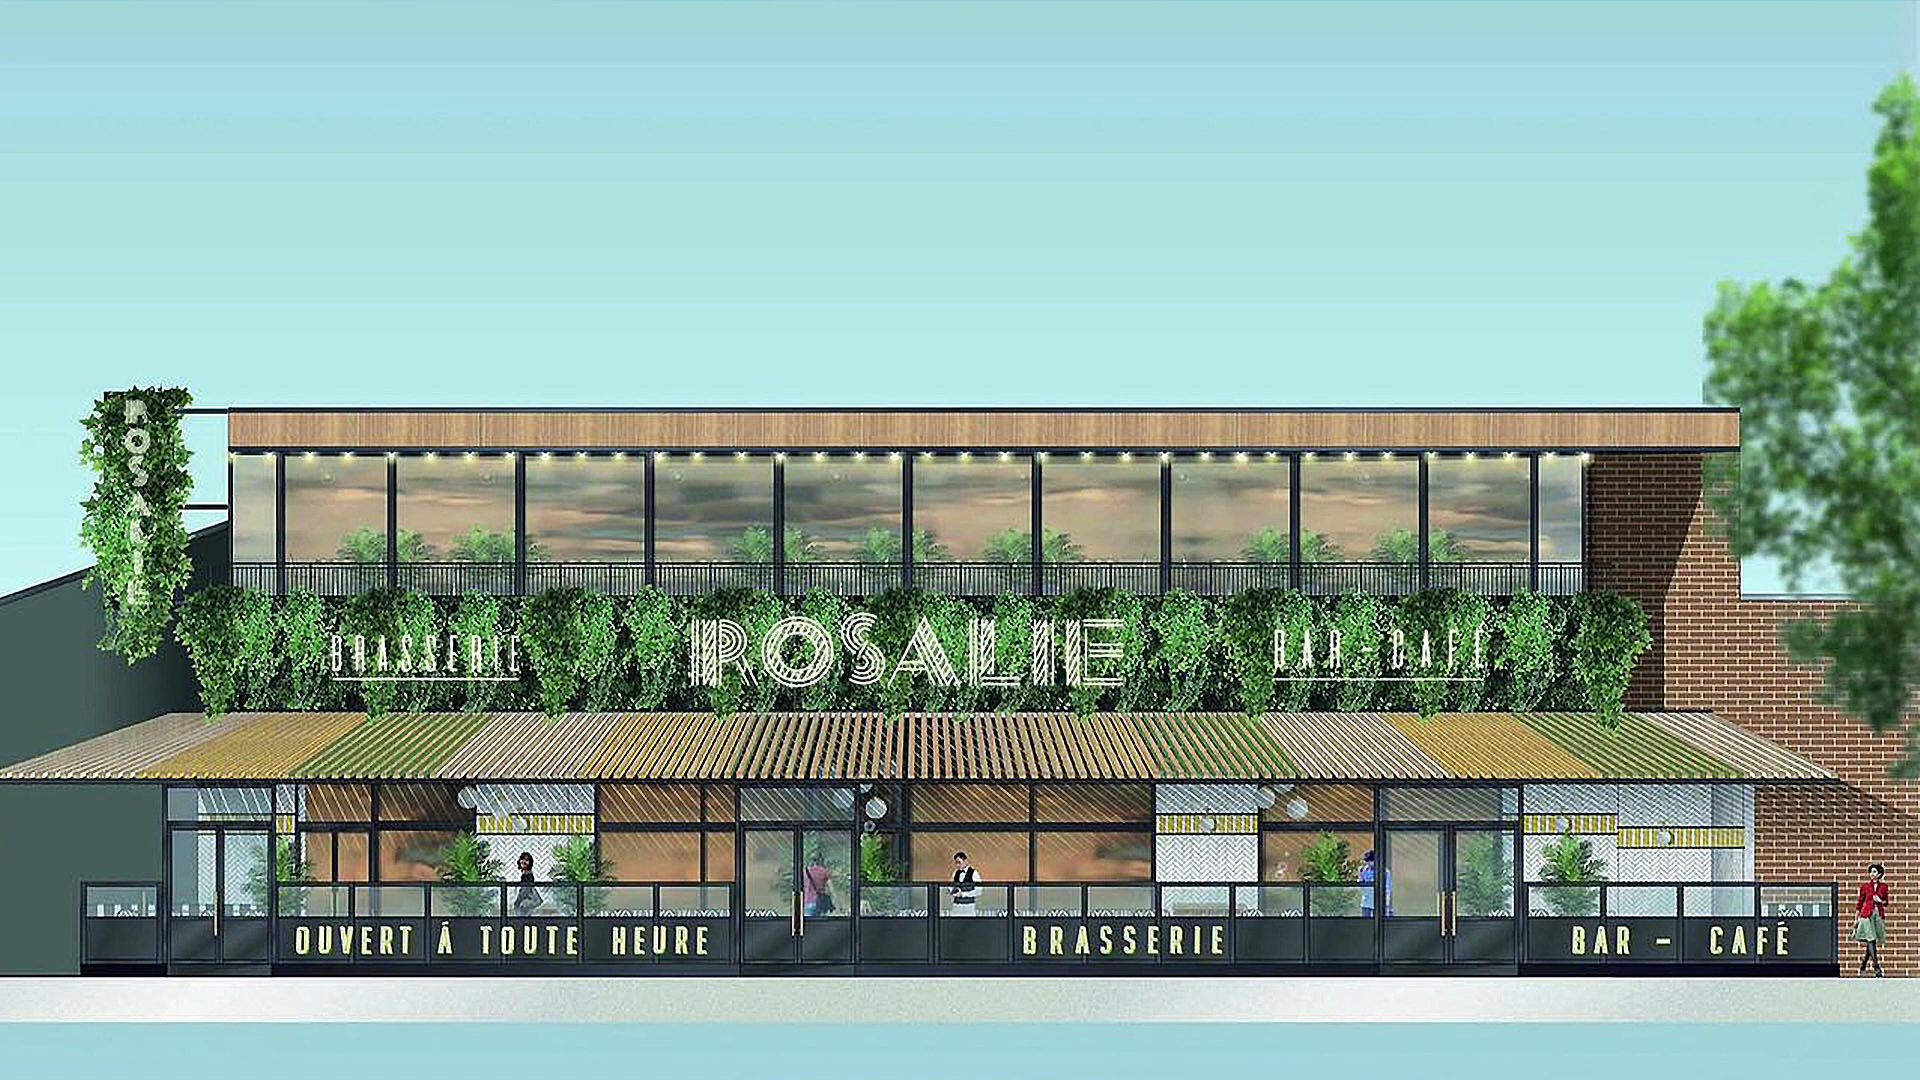 ROSALIE
BRASSERIE
ROSALIE
BAR - CAFÉ
OUVERT Á TOUTE HEURE
BRASSERIE
BAR - CAFÉ